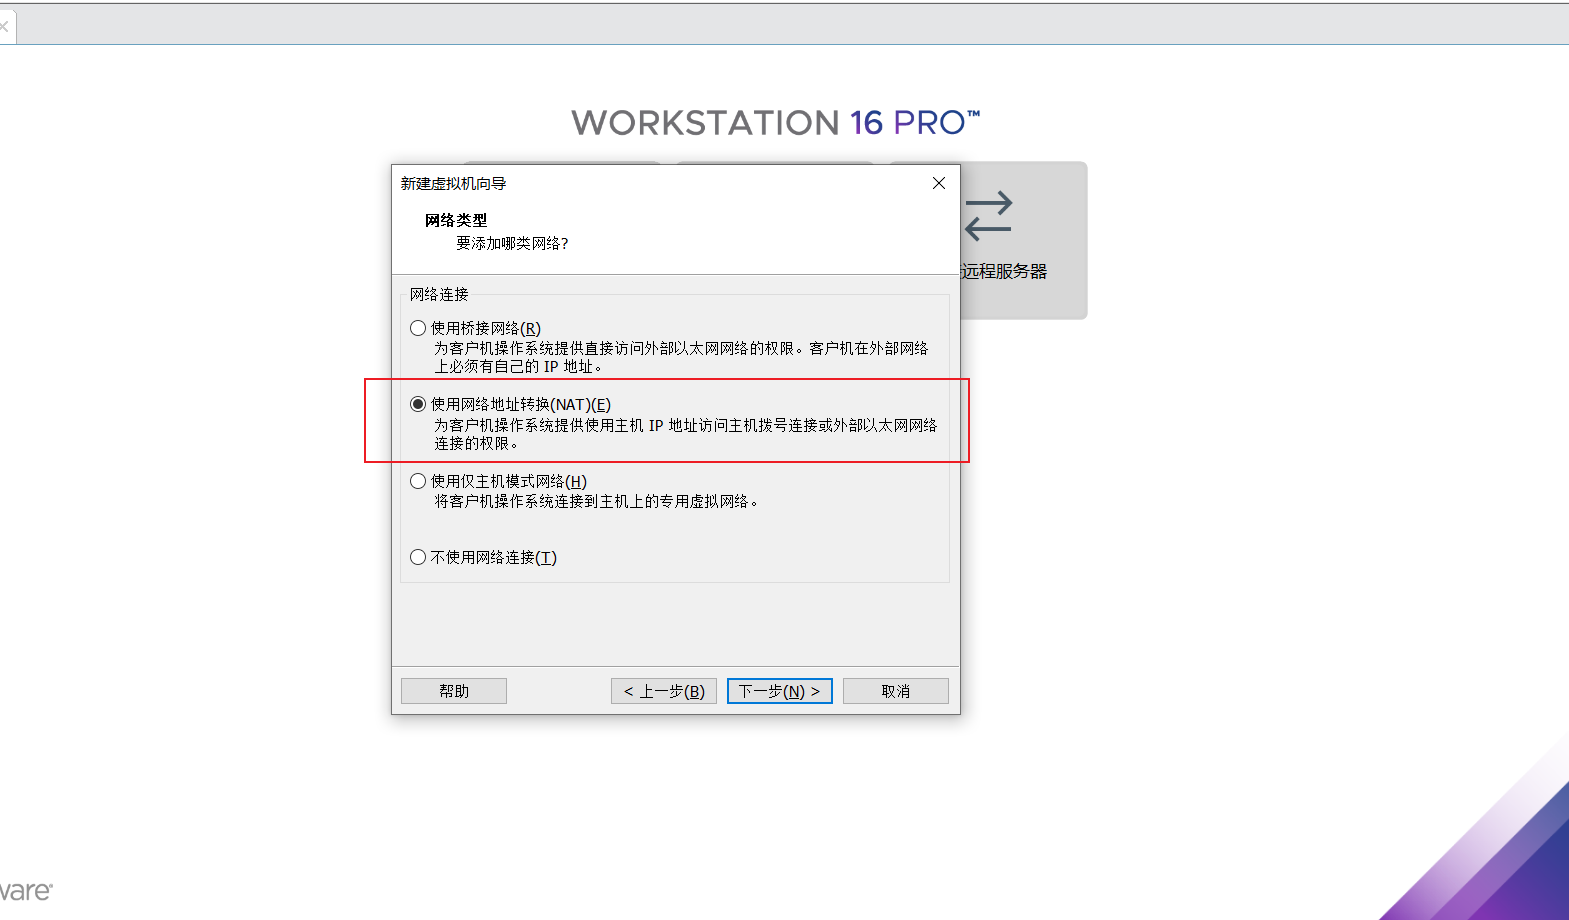 WORKSTATION 16 PRO™
新建虚拟机向导
网络类型
要添加哪类网络?
远程服务器
网络连接
使用桥接网络(R)
为客户机操作系统提供直接访问外部以太网网络的权限。客户机在外部网络
上必须有自己的 IP 地址。
使用网络地址转换(NAT)(E)
为客户机操作系统提供使用主机 IP 地址访问主机拨号连接或外部以太网网络
连接的权限。
使用仅主机模式网络(H)
将客户机操作系统连接到主机上的专用虚拟网络。
不使用网络连接(T)
帮助
< 上一步(B)
下一步(N) >
取消
ware®